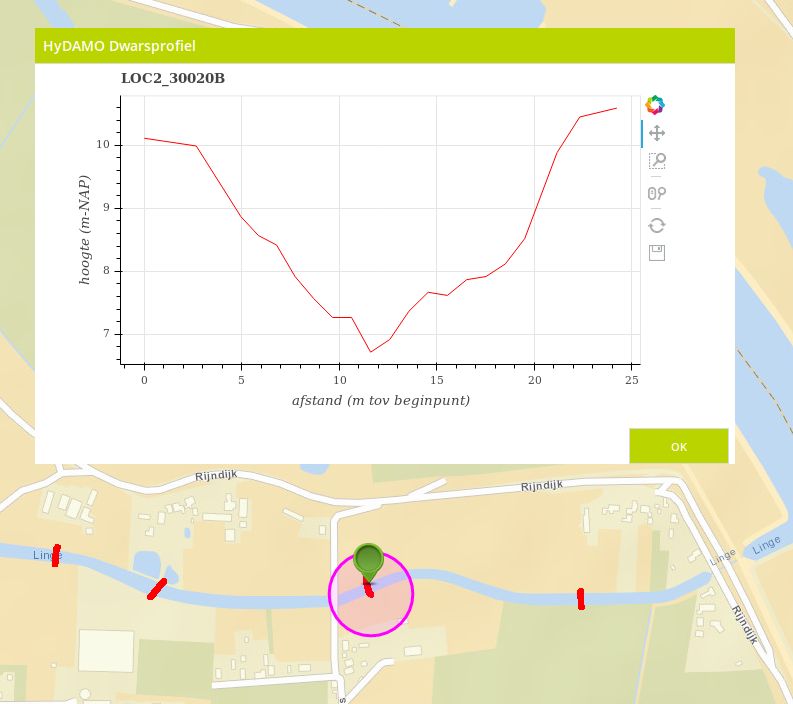 HyDAMO Dwarsprofiel
LOC2_30020B
hoogte (m-NAP)
10
9
8
7
0
5
10
15
20
25
afstand (m tov beginpunt)
OK
Rijndijk
Rijndijk
Linge
Linge
Linge
Rijndijk
s